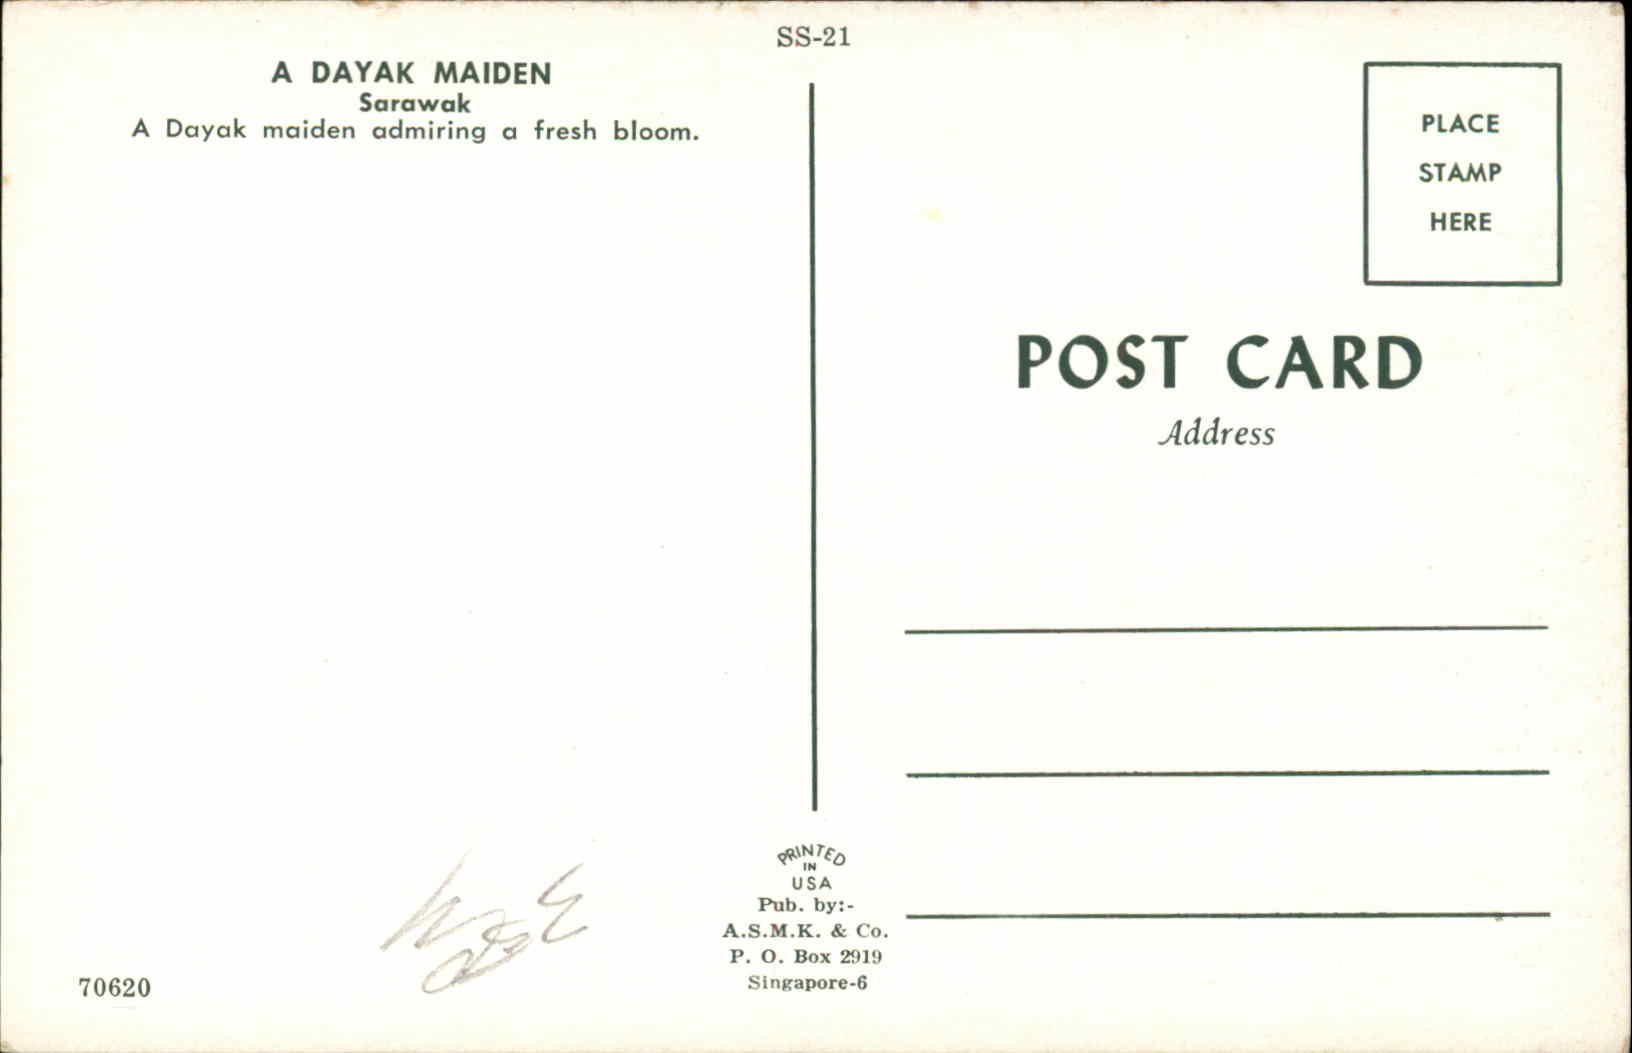 SS-21
A DAYAK MAIDEN
Sarawak
A Dayak maiden admiring a fresh bloom.
PLACE
STAMP
HERE
POST CARD
Address
PRINTED
IN
USA
Pub. by:-
A.S.M.K. & Co.
P. O. Box 2919
Singapore-6
70620